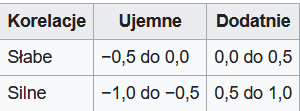 Korelacje Ujemne Dodatnie
Słabe −0,5 do 0,0 0,0 do 0,5
Silne −1,0 do −0,5 0,5 do 1,0